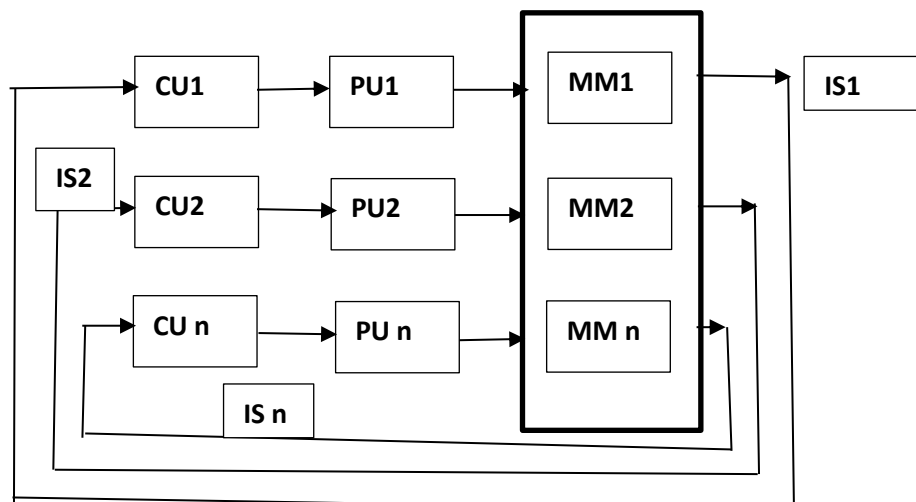 CU1
PU1
MM1
IS1
IS2
CU2
PU2
MM2
CU n
PU n
MM n
IS n